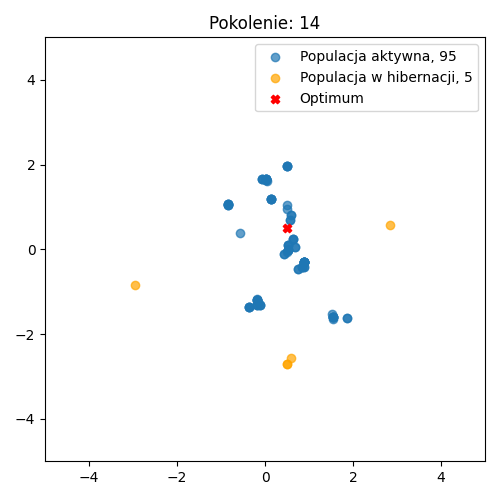 Pokolenie: 14
Populacja aktywna, 95
Populacja w hibernacji, 5
Optimum
4
2
0
−2
−4
−4 −2 0 2 4